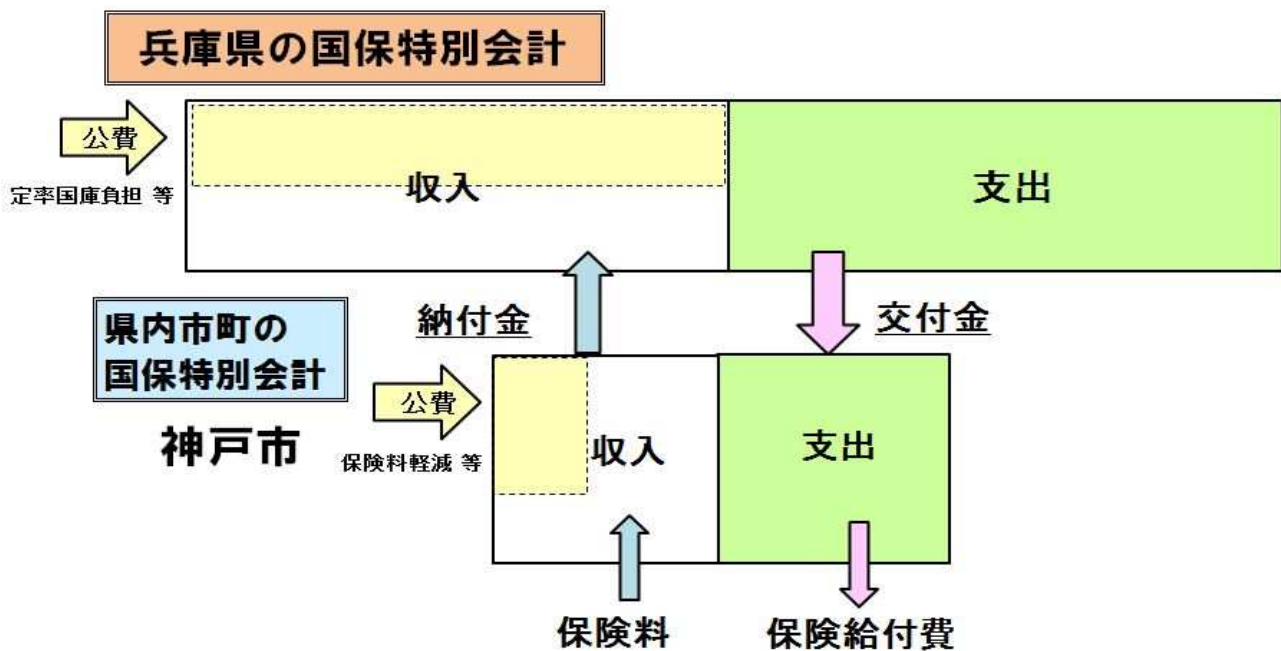 兵庫県の国保特別会計
公費
定率国庫負担 等
収入
支出
県内市町の
国保特別会計
納付金
交付金
神戸市
公費
保険料軽減 等
収入
支出
保険料
保険給付費